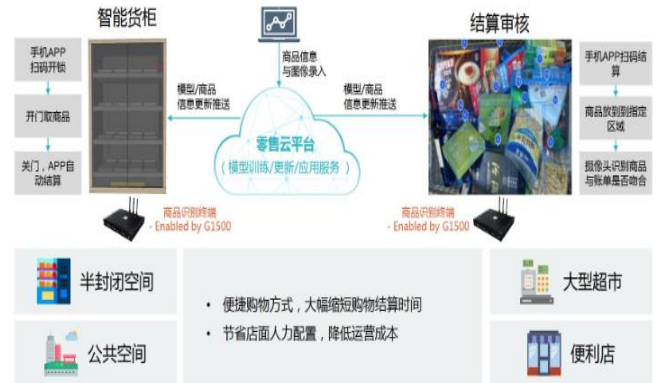 智能货柜
结算审核
手机APP
扫码开锁
开门取商品
关门，APP自
动结算
商品信息
与图像录入
模型/商品
信息更新推送
模型/商品
信息更新推送
零售云平台
（模型训练/更新/应用服务）
手机APP扫码结
算
商品放到到指定
区域
摄像头识别商品
与账单是否吻合
商品识别终端
- Enabled by G1500
商品识别终端
- Enabled by G1500
半封闭空间
公共空间
• 便捷购物方式，大幅缩短购物结算时间
• 节省店面人力配置，降低运营成本
大型超市
便利店